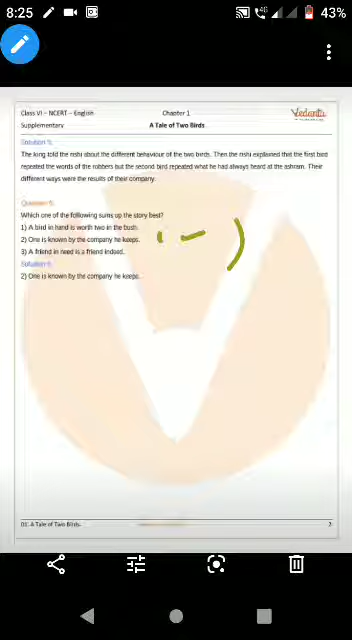 8:25
4G
43%
Class VI – NCERT – English
Chapter 1
Vedantu
Supplementary
A Tale of Two Birds
Solution 5:
The king told the rishi about the different behaviour of the two birds. Then the rishi explained that the first bird
repeated the words of the robbers but the second bird repeated what he had always heard at the ashram. Their
different ways were the results of their company.
Question 6:
Which one of the following sums up the story best?
1) A bird in hand is worth two in the bush.
2) One is known by the company he keeps.
3) A friend in need is a friend indeed.
Solution 6:
2) One is known by the company he keeps.
01. A Tale of Two Birds.
2